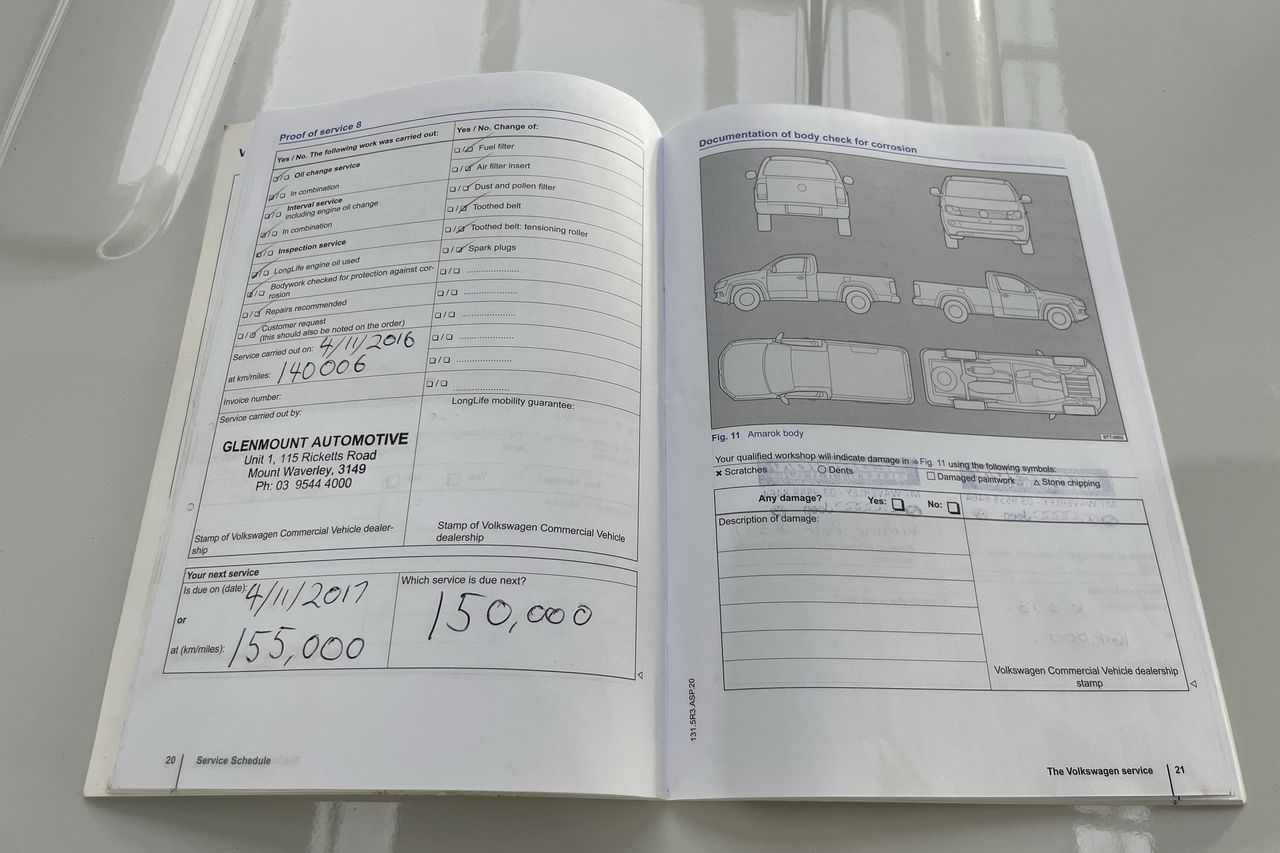 Proof of service 8
Yes / No. The following work was carried out:
☑/☐ Oil change service
☑/☐ In combination
☑/☐ Interval service
including engine oil change
☑/☐ In combination
☑/☐ Inspection service
☑/☐ LongLife engine oil used
☑/☐ Bodywork checked for protection against cor-
rosion
☐/☑ Repairs recommended
☐/☑ Customer request
(this should also be noted on the order)
Service carried out on: 4/11/2016
at km/miles: 140006
Invoice number:
Service carried out by:
GLENMOUNT AUTOMOTIVE
Unit 1, 115 Ricketts Road
Mount Waverley, 3149
Ph: 03 9544 4000
Stamp of Volkswagen Commercial Vehicle dealer-
ship
Yes / No. Change of:
☐/☑ Fuel filter
☐/☑ Air filter insert
☐/☑ Dust and pollen filter
☐/☑ Toothed belt
☐/☑ Toothed belt: tensioning roller
☐/☑ Spark plugs
☐/☐ ....................
☐/☐ ....................
☐/☐ ....................
☐/☐ ....................
☐/☐ ....................
☐/☐ ....................
LongLife mobility guarantee:
Stamp of Volkswagen Commercial Vehicle
dealership
Your next service
Is due on (date): 4/11/2017
or
at (km/miles): 155,000
Which service is due next?
150,000
20 Service Schedule
Documentation of body check for corrosion
Fig. 11 Amarok body
Your qualified workshop will indicate damage in ⇒ Fig. 11 using the following symbols:
✖ Scratches ○ Dents ☐ Damaged paintwork △ Stone chipping
Any damage? Yes: ☐ No: ☐
Description of damage:
Volkswagen Commercial Vehicle dealership
stamp
131.5R3.ASP.20
The Volkswagen service 21